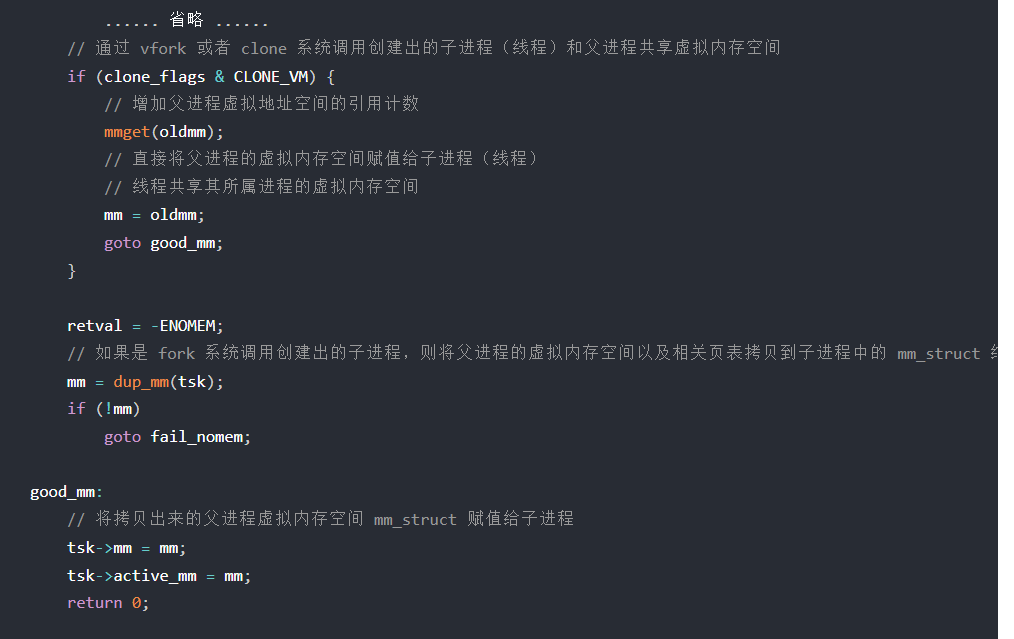 ...... 省略 ......
// 通过 vfork 或者 clone 系统调用创建出的子进程（线程）和父进程共享虚拟内存空间
if (clone_flags & CLONE_VM) {
// 增加父进程虚拟地址空间的引用计数
mmget(oldmm);
// 直接将父进程的虚拟内存空间赋值给子进程（线程）
// 线程共享其所属进程的虚拟内存空间
mm = oldmm;
goto good_mm;
}
retval = -ENOMEM;
// 如果是 fork 系统调用创建出的子进程，则将父进程的虚拟内存空间以及相关页表拷贝到子进程中的 mm_struct
mm = dup_mm(tsk);
if (!mm)
goto fail_nomem;
good_mm:
// 将拷贝出来的父进程虚拟内存空间 mm_struct 赋值给子进程
tsk->mm = mm;
tsk->active_mm = mm;
return 0;